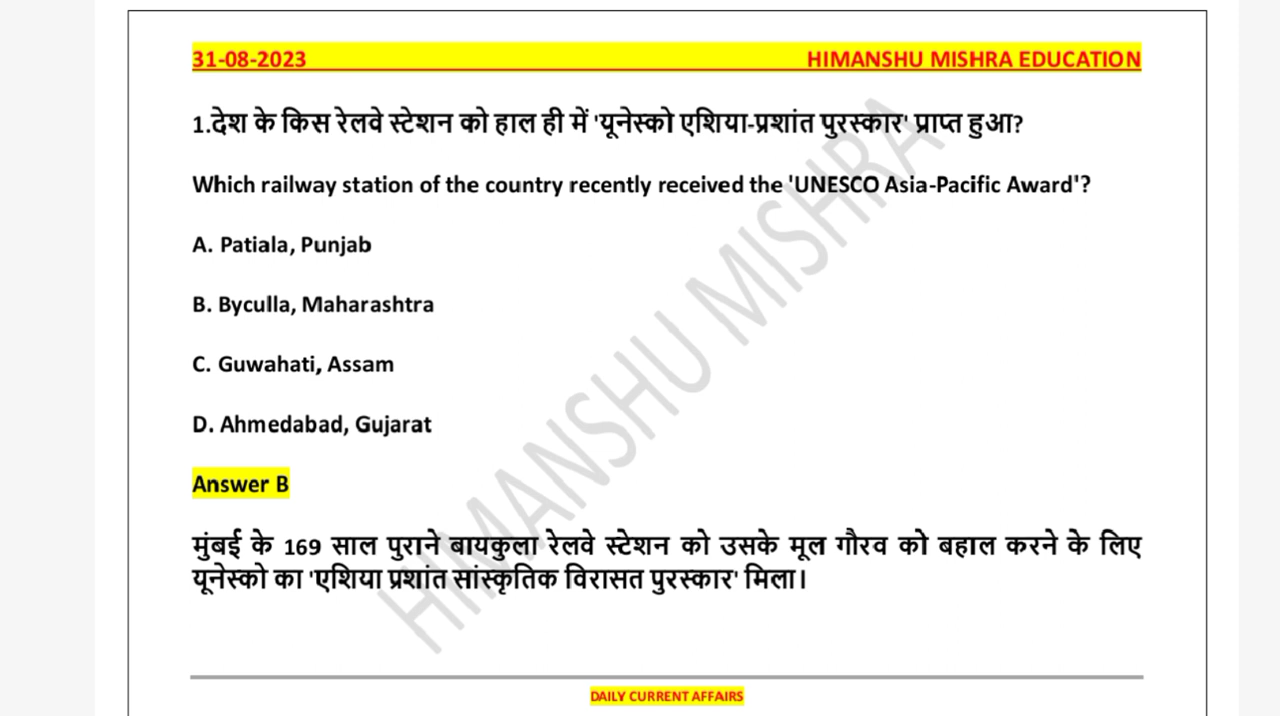 31-08-2023 HIMANSHU MISHRA EDUCATION
1.देश के किस रेलवे स्टेशन को हाल ही में 'यूनेस्को एशिया-प्रशांत पुरस्कार' प्राप्त हुआ?
Which railway station of the country recently received the 'UNESCO Asia-Pacific Award'?
A. Patiala, Punjab
B. Byculla, Maharashtra
C. Guwahati, Assam
D. Ahmedabad, Gujarat
Answer B
मुंबई के 169 साल पुराने बायकुला रेलवे स्टेशन को उसके मूल गौरव को बहाल करने के लिए
यूनेस्को का 'एशिया प्रशांत सांस्कृतिक विरासत पुरस्कार' मिला।
HIMANSHU MISHRA
DAILY CURRENT AFFAIRS